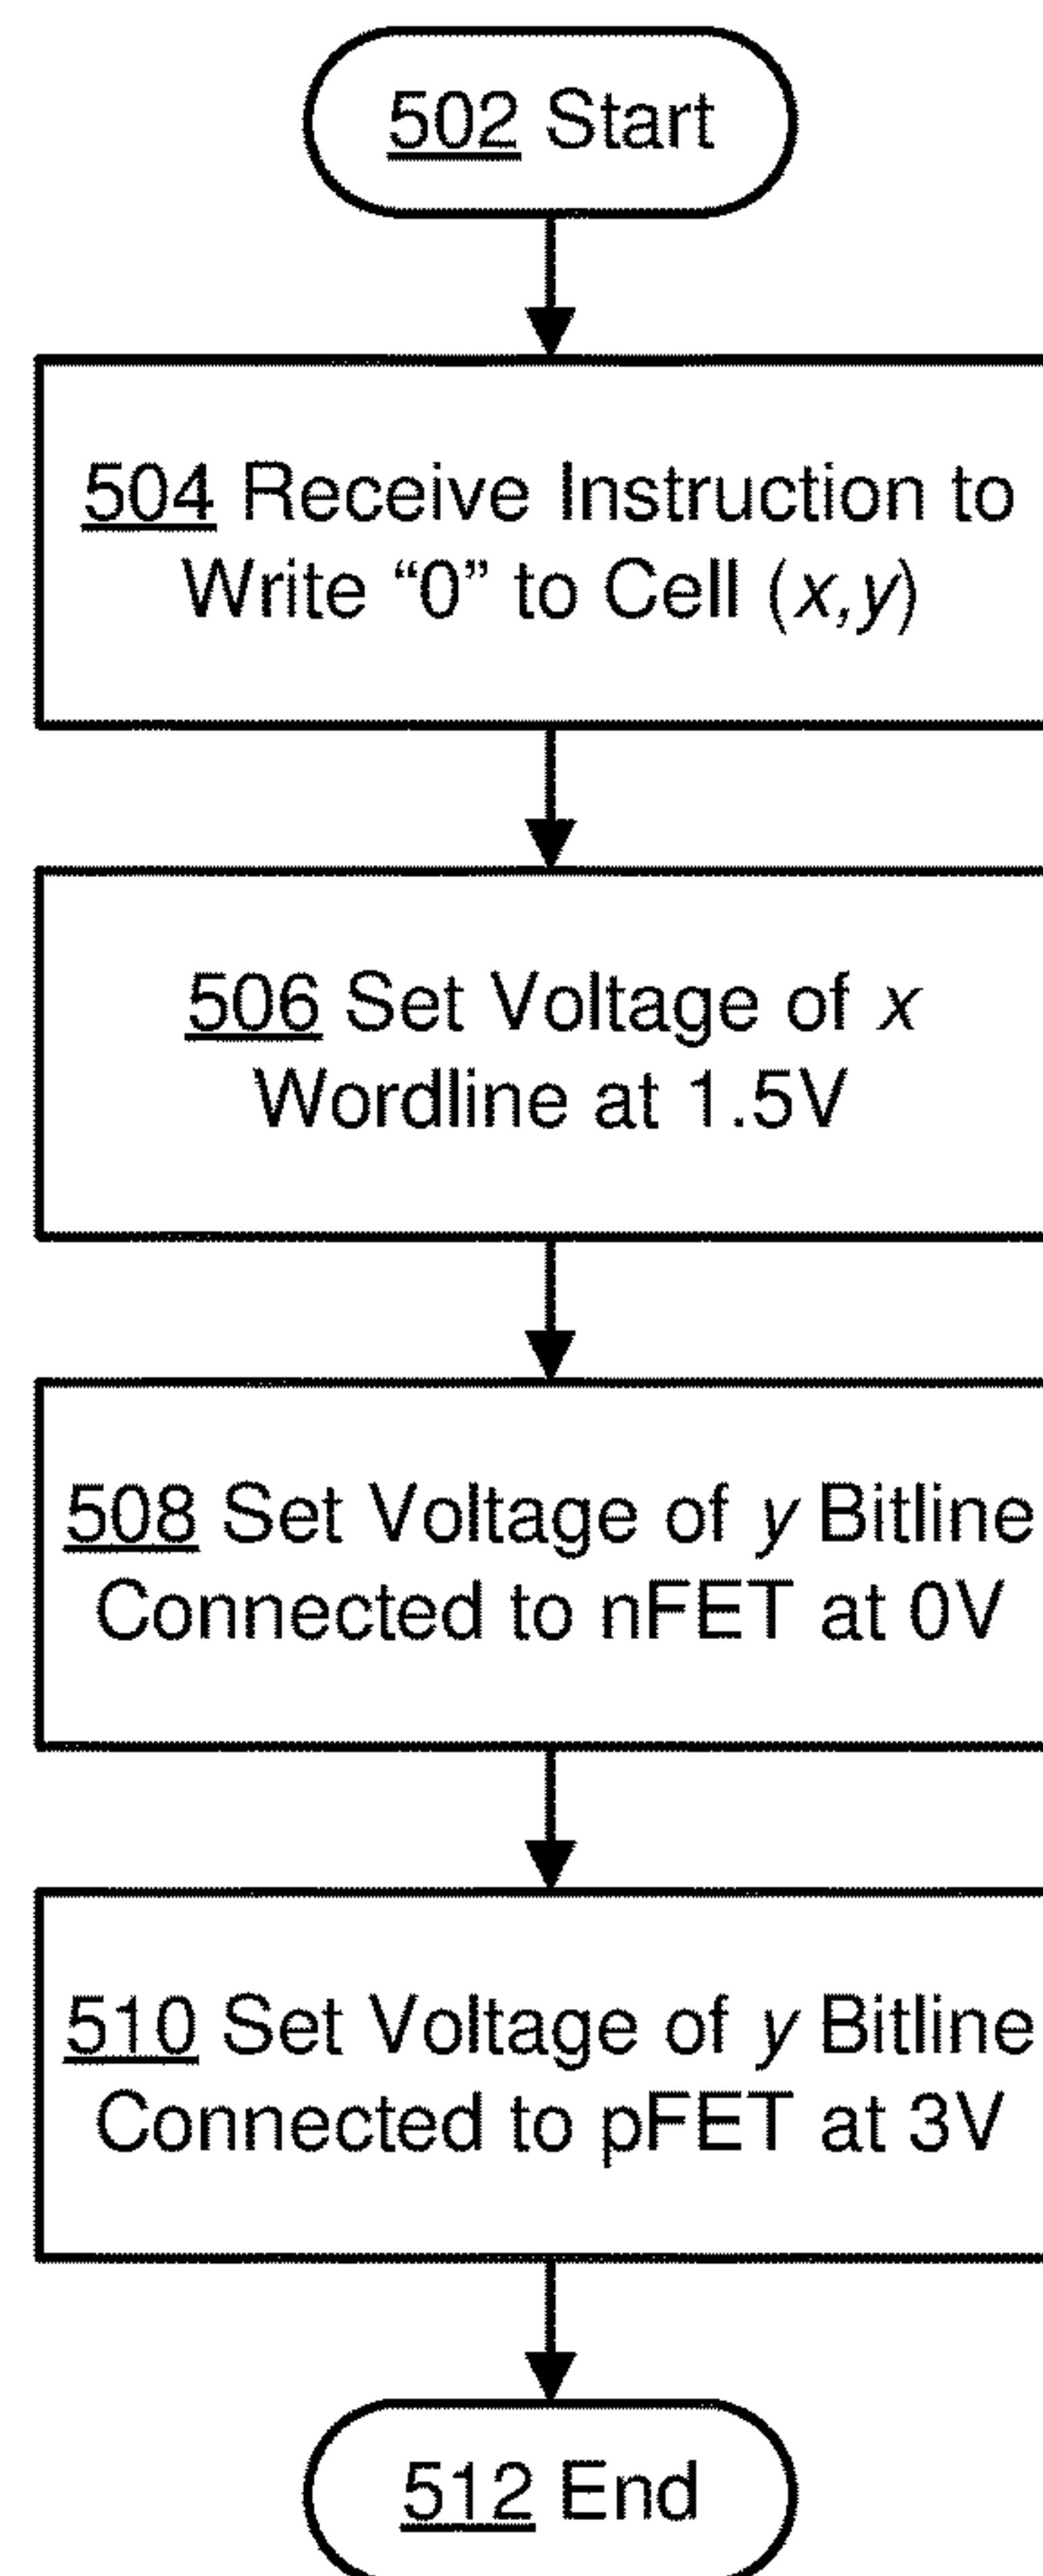 502 Start
504 Receive Instruction to
Write “0” to Cell (x,y)
506 Set Voltage of x
Wordline at 1.5V
508 Set Voltage of y Bitline
Connected to nFET at 0V
510 Set Voltage of y Bitline
Connected to pFET at 3V
512 End